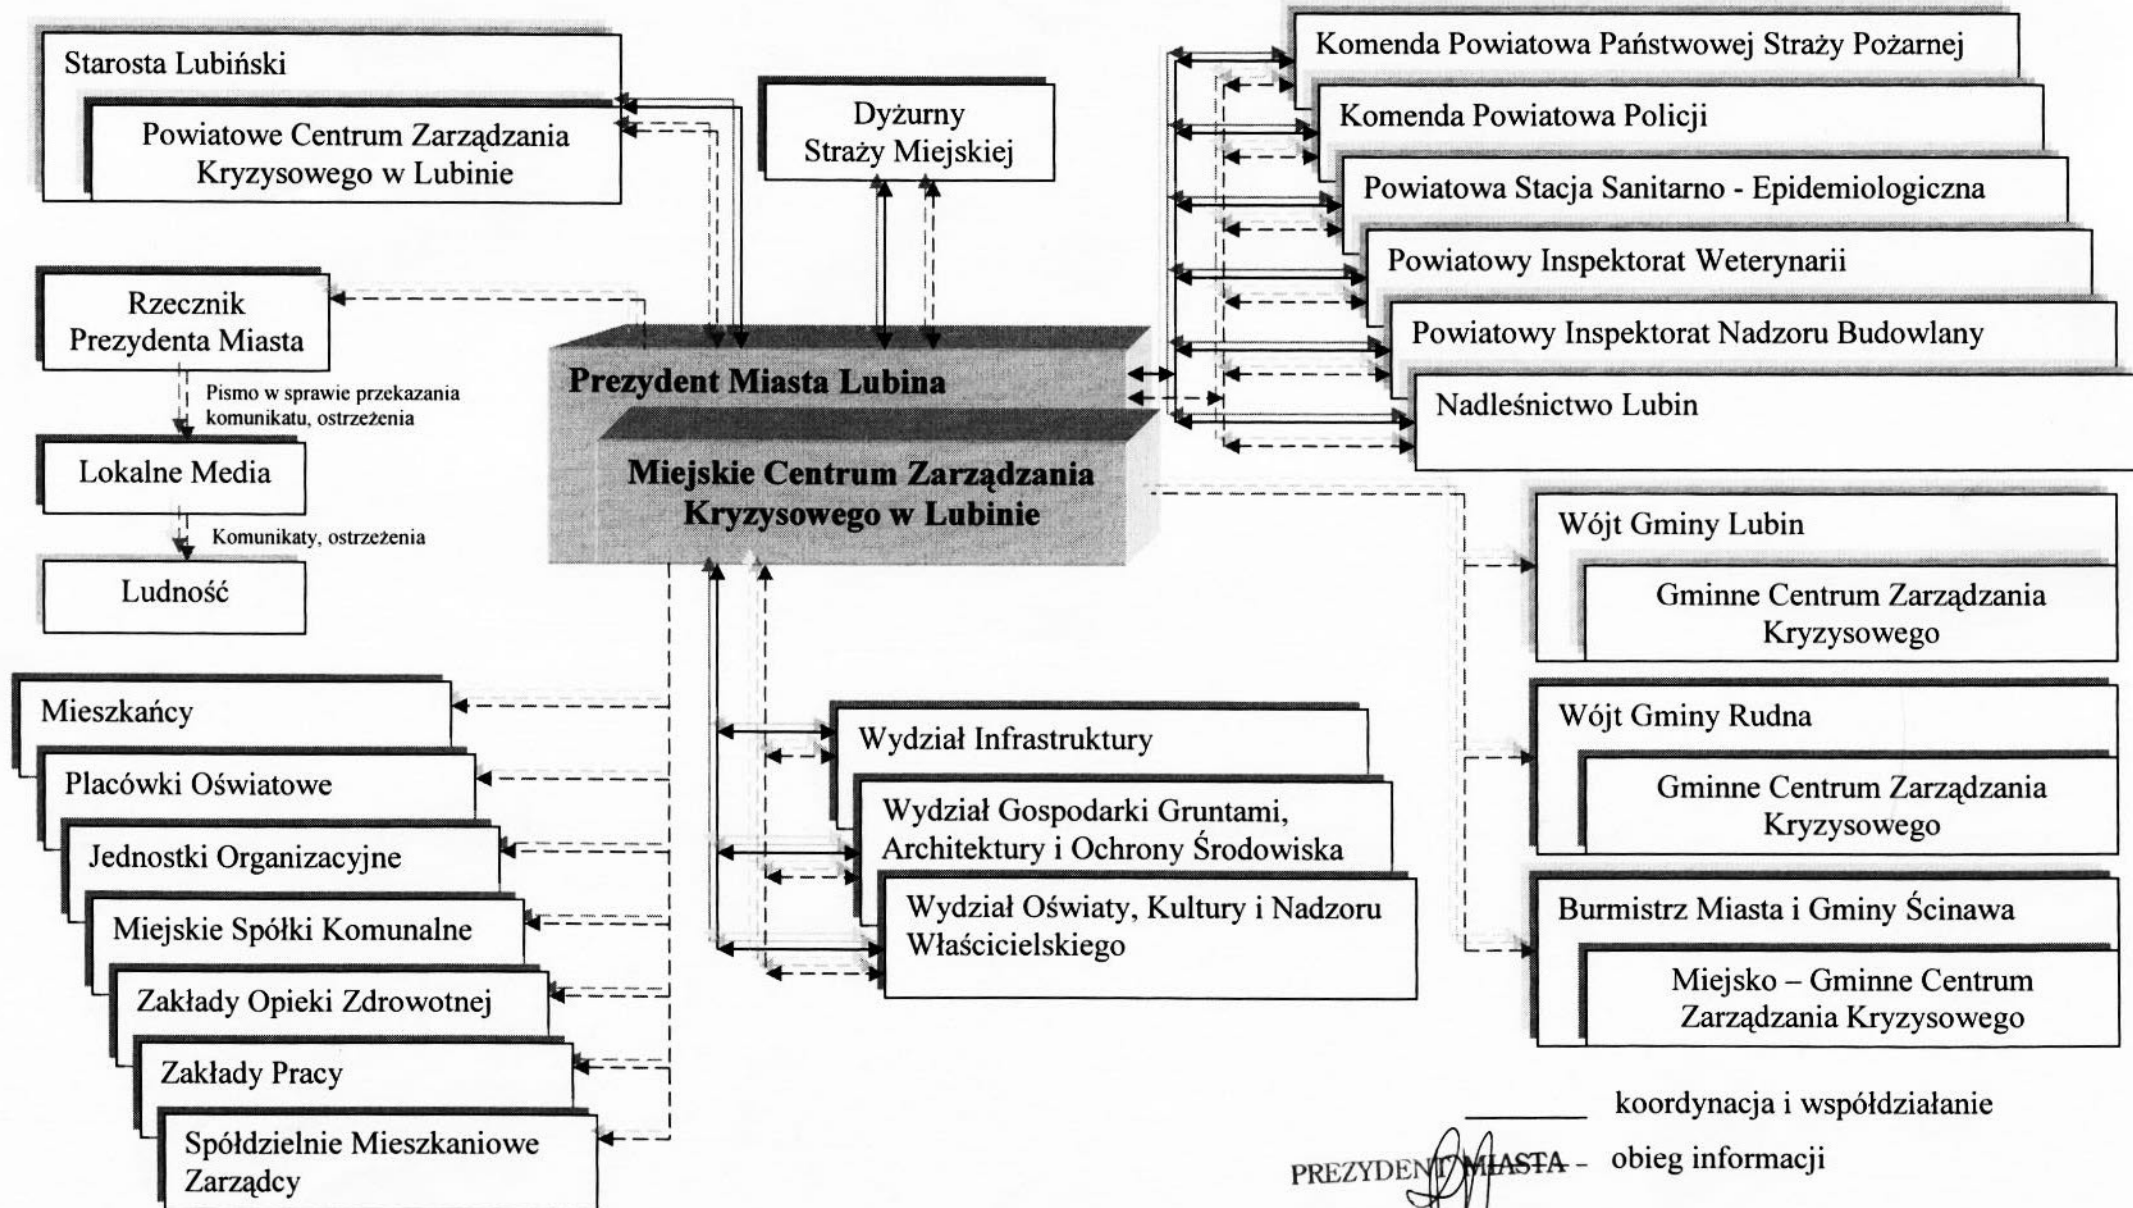 Starosta Lubiński
Powiatowe Centrum Zarządzania
Kryzysowego w Lubinie
Dyżurny
Straży Miejskiej
Komenda Powiatowa Państwowej Straży Pożarnej
Komenda Powiatowa Policji
Powiatowa Stacja Sanitarno - Epidemiologiczna
Powiatowy Inspektorat Weterynarii
Powiatowy Inspektorat Nadzoru Budowlany
Nadleśnictwo Lubin
Rzecznik
Prezydenta Miasta
Pismo w sprawie przekazania
komunikatu, ostrzeżenia
Lokalne Media
Komunikaty, ostrzeżenia
Ludność
Prezydent Miasta Lubina
Miejskie Centrum Zarządzania
Kryzysowego w Lubinie
Wójt Gminy Lubin
Gminne Centrum Zarządzania
Kryzysowego
Wójt Gminy Rudna
Gminne Centrum Zarządzania
Kryzysowego
Burmistrz Miasta i Gminy Ścinawa
Miejsko – Gminne Centrum
Zarządzania Kryzysowego
Mieszkańcy
Placówki Oświatowe
Jednostki Organizacyjne
Miejskie Spółki Komunalne
Zakłady Opieki Zdrowotnej
Zakłady Pracy
Spółdzielnie Mieszkaniowe
Zarządcy
Wydział Infrastruktury
Wydział Gospodarki Gruntami,
Architektury i Ochrony Środowiska
Wydział Oświaty, Kultury i Nadzoru
Właścicielskiego
koordynacja i współdziałanie
obieg informacji
PREZYDENT MIASTA